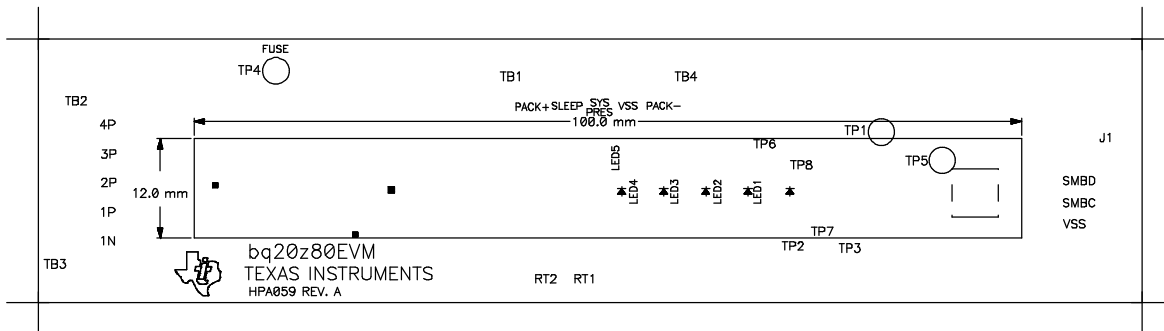 FUSE
TP4
TB1
TB4
TB2
PACK+ SLEEP SYS PRES VSS PACK-
100.0 mm
4P
TP1
J1
3P
LED5
TP6
TP5
TP8
2P
12.0 mm
LED4
LED3
LED2
LED1
SMBD
1P
SMBC
VSS
1N
TP7
TP2
TP3
bq20z80EVM
TB3
ti
TEXAS INSTRUMENTS
RT2
RT1
HPA059 REV. A